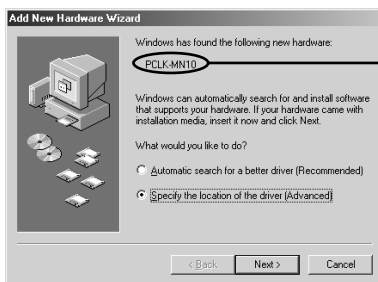 Add New Hardware Wizard
Windows has found the following new hardware:
PCLK-MN10
Windows can automatically search for and install software
that supports your hardware. If your hardware came with
installation media, insert it now and click Next.
What would you like to do?
Automatic search for a better driver (Recommended)
Specify the location of the driver (Advanced)
< Back
Next >
Cancel